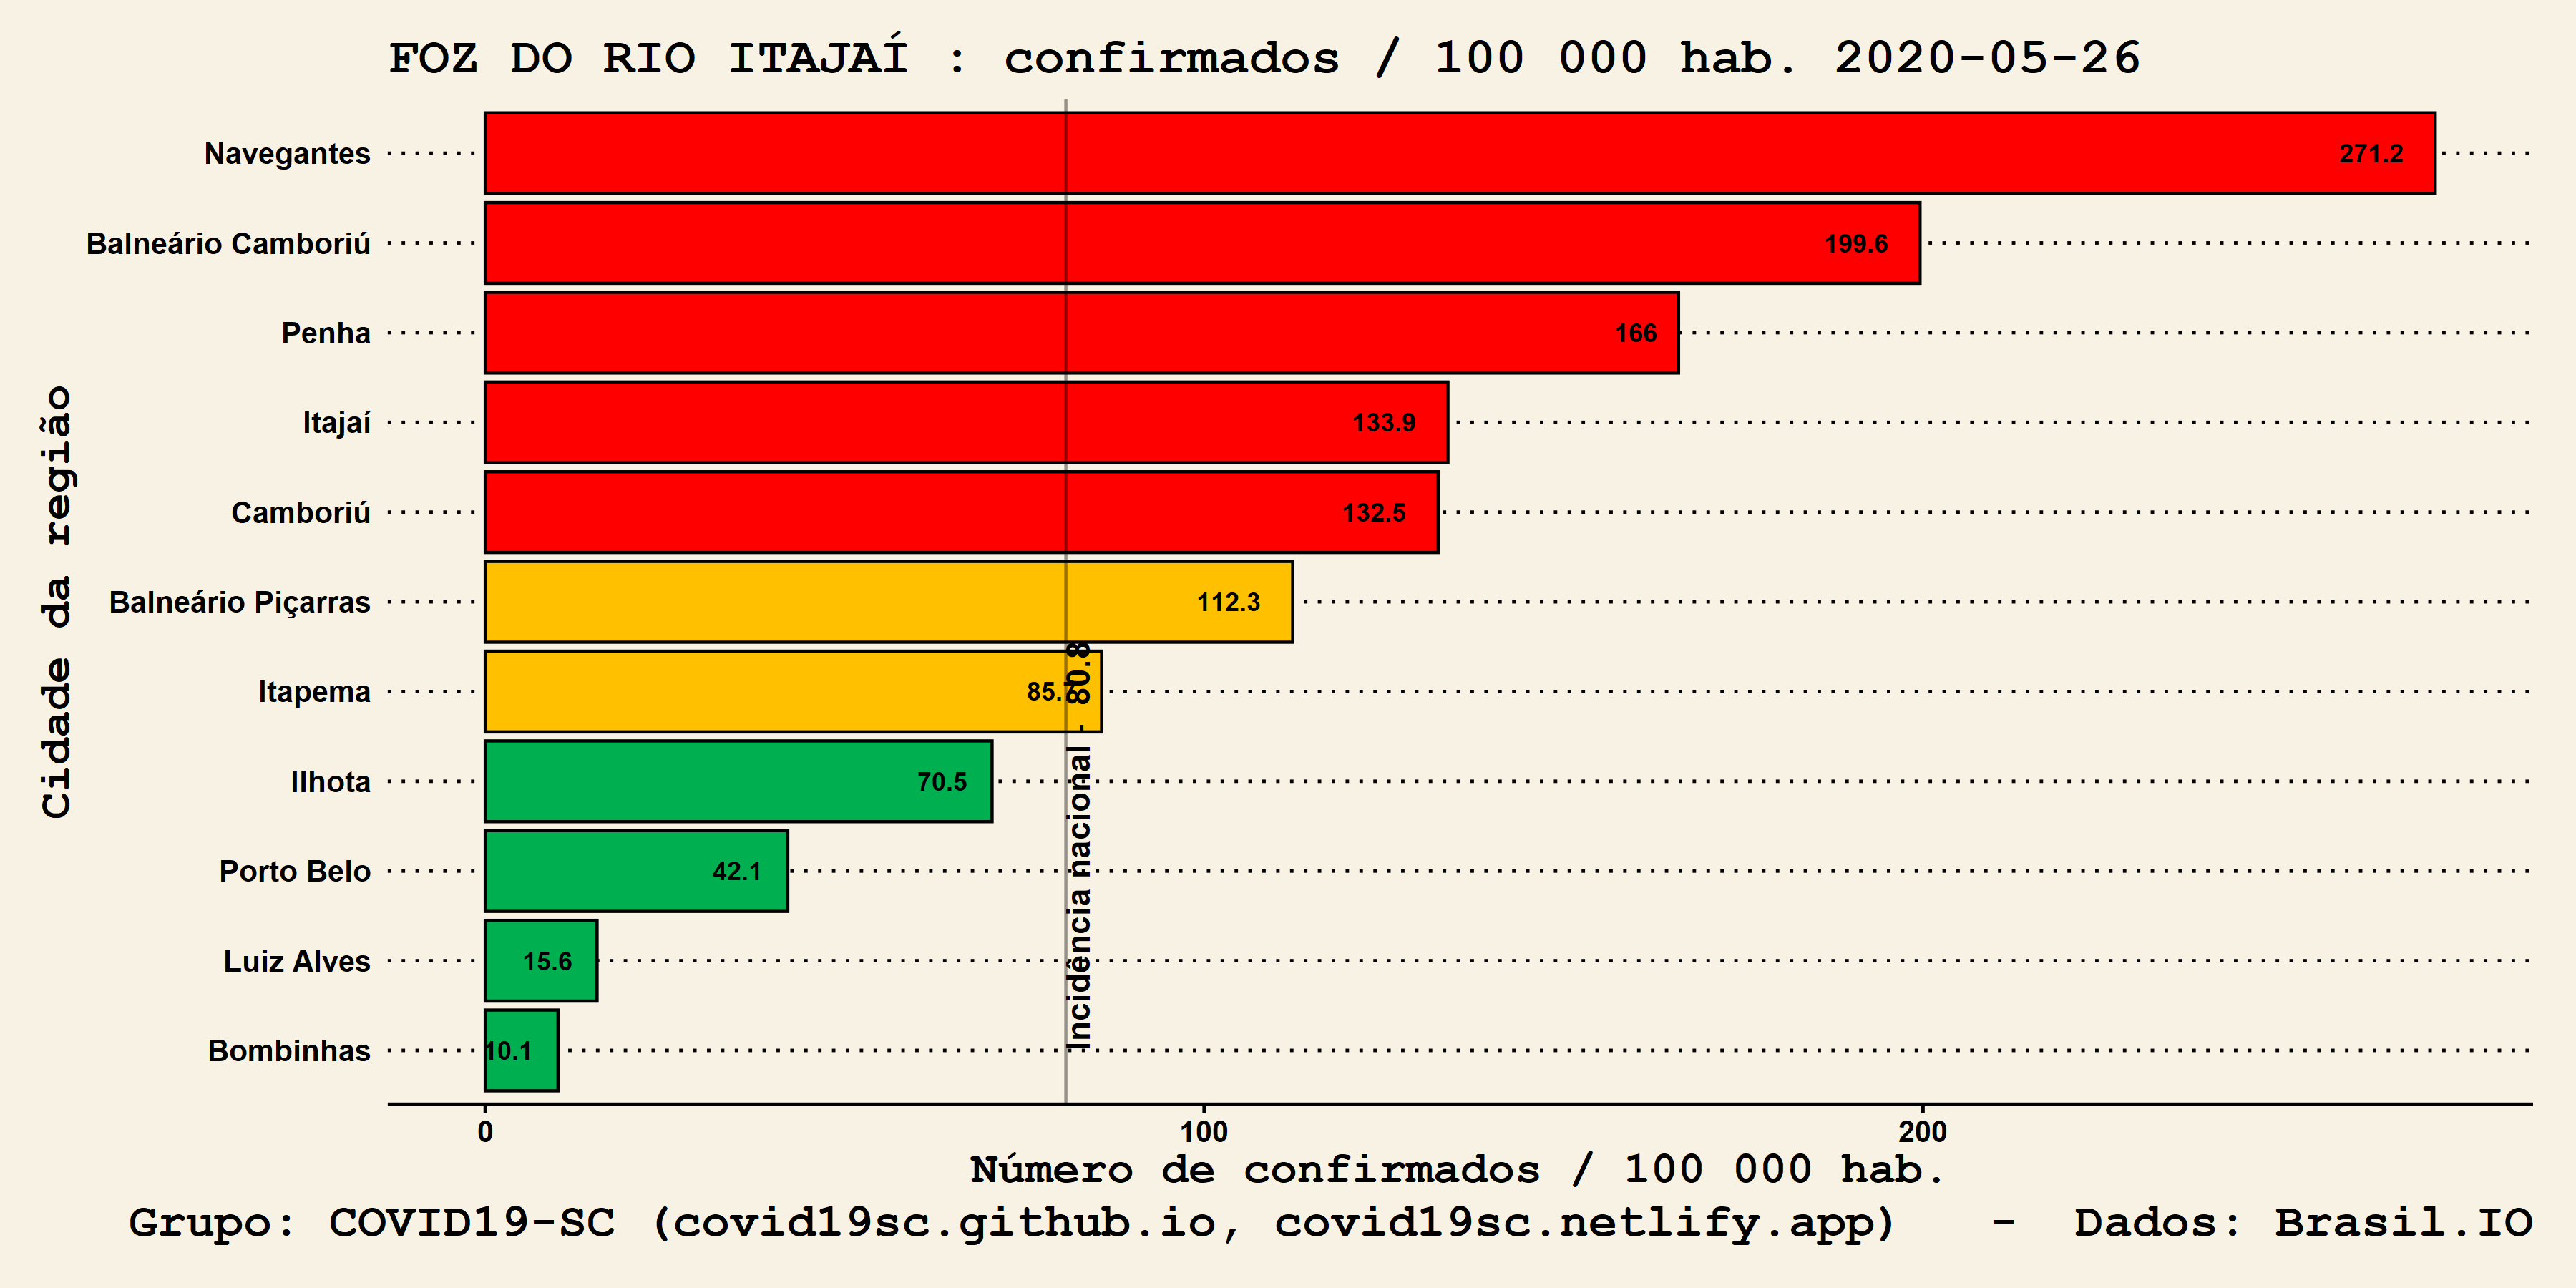 FOZ DO RIO ITAJAÍ : confirmados / 100 000 hab. 2020-05-26
Cidade da região
Navegantes 271.2
Balneário Camboriú 199.6
Penha 166
Itajaí 133.9
Camboriú 132.5
Balneário Piçarras 112.3
Itapema
Ilhota 70.5
Porto Belo 42.1
Luiz Alves 15.6
Bombinhas 10.1
Incidência nacional - 80.8
0 100 200
Número de confirmados / 100 000 hab.
Grupo: COVID19-SC (covid19sc.github.io, covid19sc.netlify.app) - Dados: Brasil.IO